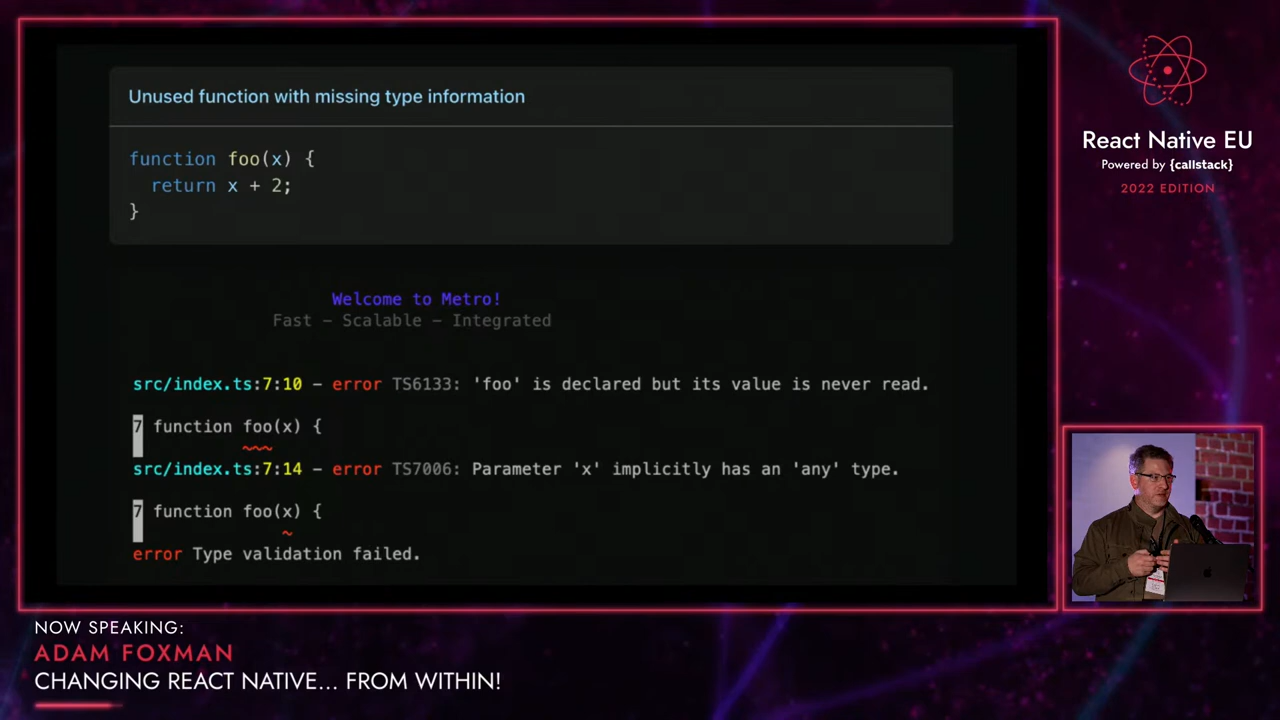 Unused function with missing type information
function foo(x) {
return x + 2;
}
Welcome to Metro!
Fast - Scalable - Integrated
src/index.ts:7:10 - error TS6133: 'foo' is declared but its value is never read.
7 function foo(x) {
~~~
src/index.ts:7:14 - error TS7006: Parameter 'x' implicitly has an 'any' type.
7 function foo(x) {
~
error Type validation failed.
React Native EU
Powered by {callstack}
2022 EDITION
NOW SPEAKING:
ADAM FOXMAN
CHANGING REACT NATIVE... FROM WITHIN!